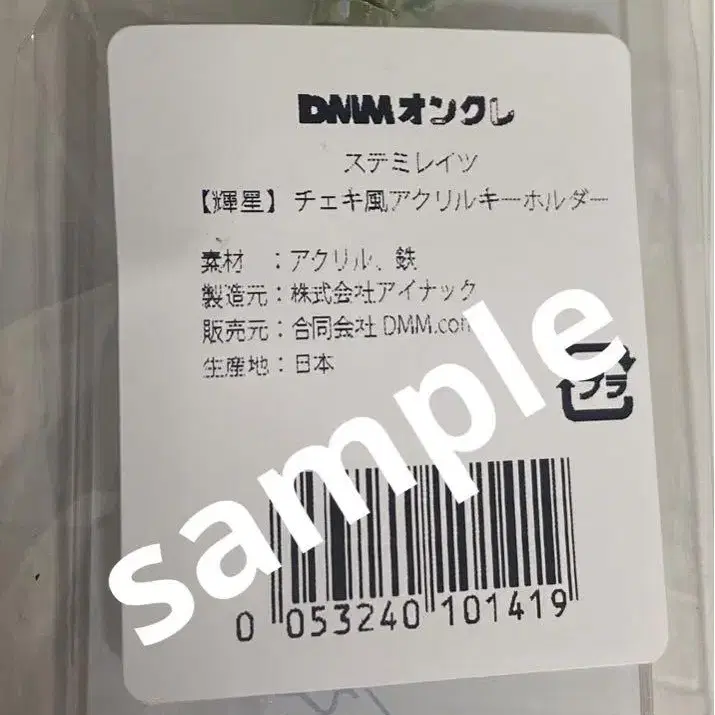 DMMオンクレ
ステミレイツ
【輝星】チェキ風アクリルキーホルダー
素材 ：アクリル、鉄
製造元：株式会社アイナック
販売元：合同会社 DMM.com
生産地：日本
プラ
sample
0 053240 101419